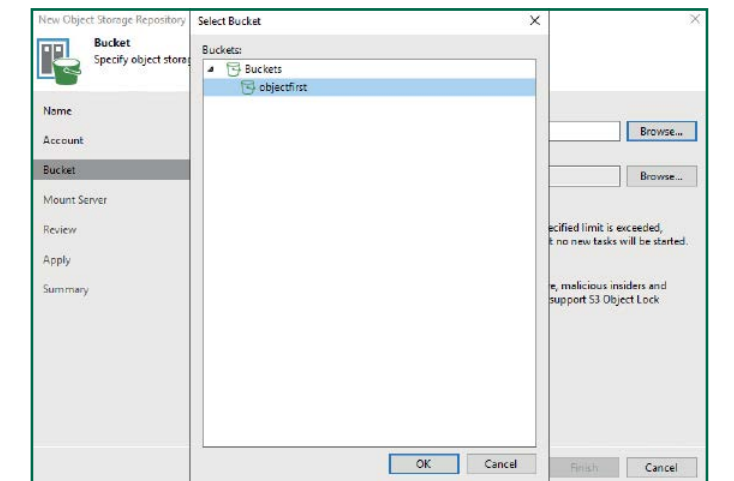 New Object Storage Repository
Bucket
Specify object storag
Name
Account
Bucket
Mount Server
Review
Apply
Summary
Select Bucket
Buckets:
Buckets
objectfirst
OK
Cancel
Browse...
Browse...
ecified limit is exceeded,
t no new tasks will be started.
e, malicious insiders and
support S3 Object Lock
Finish
Cancel